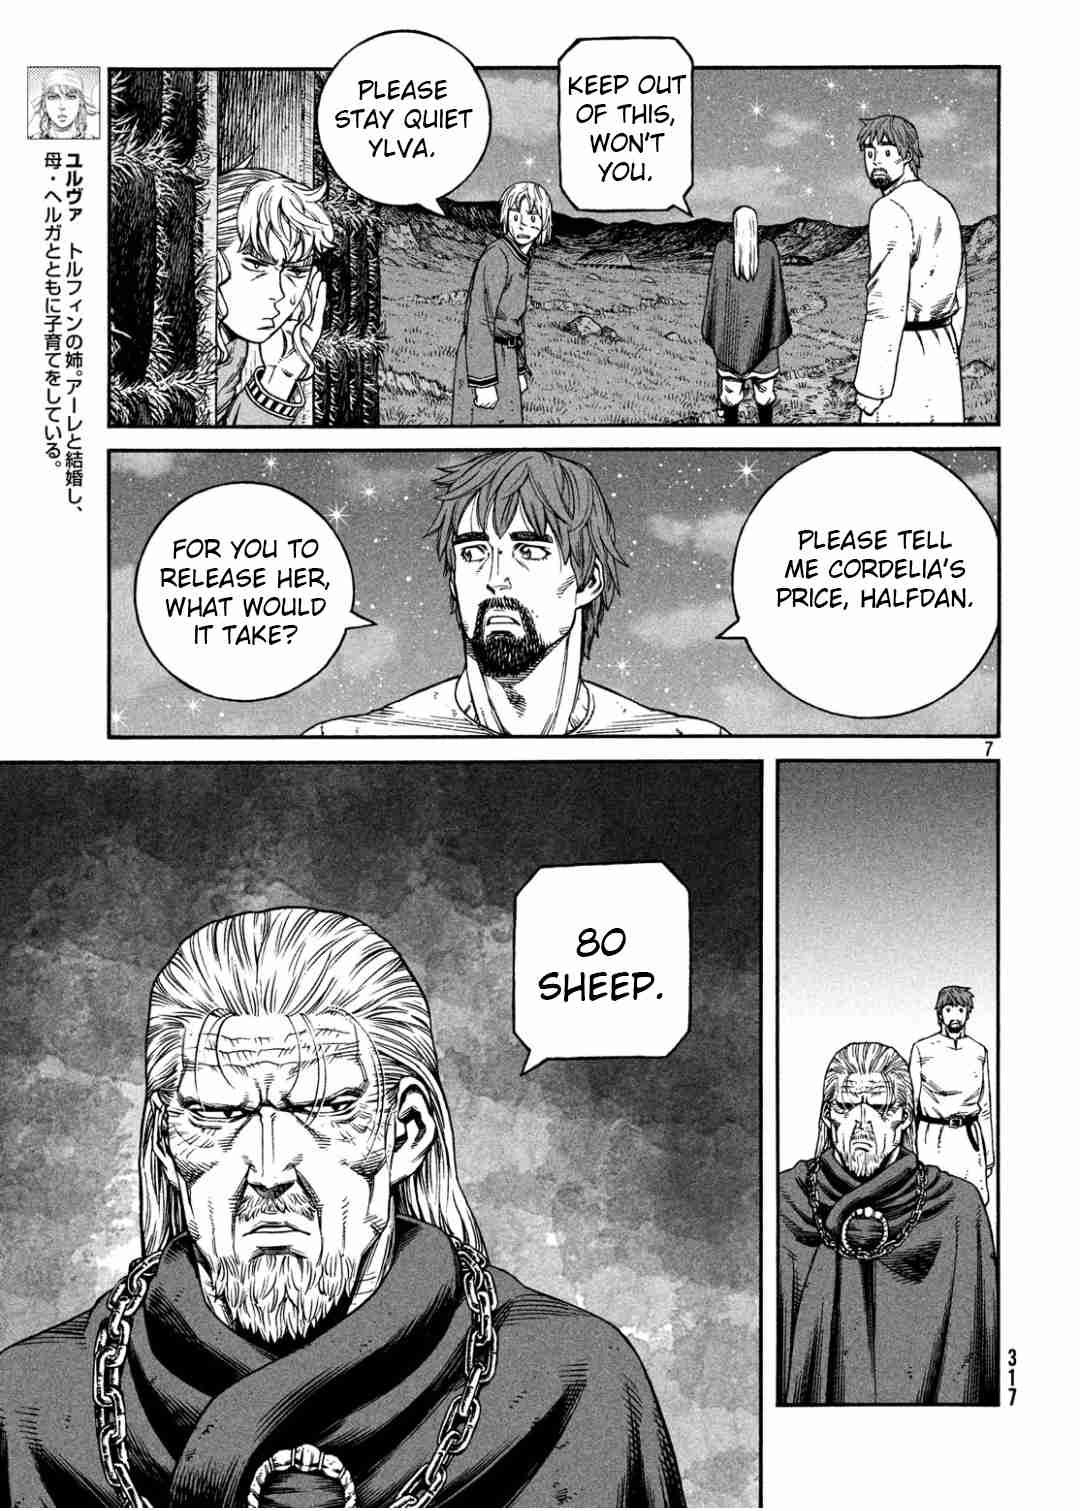 KEEP OUT
OF THIS,
WON'T
YOU.
PLEASE
STAY QUIET
YLVA.
ユルヴァ　トルフィンの姉。アーレと結婚し、
母・ヘルガとともに子育てをしている。
PLEASE TELL
ME CORDELIA'S
PRICE, HALFDAN.
FOR YOU TO
RELEASE HER,
WHAT WOULD
IT TAKE?
7
80
SHEEP.
317